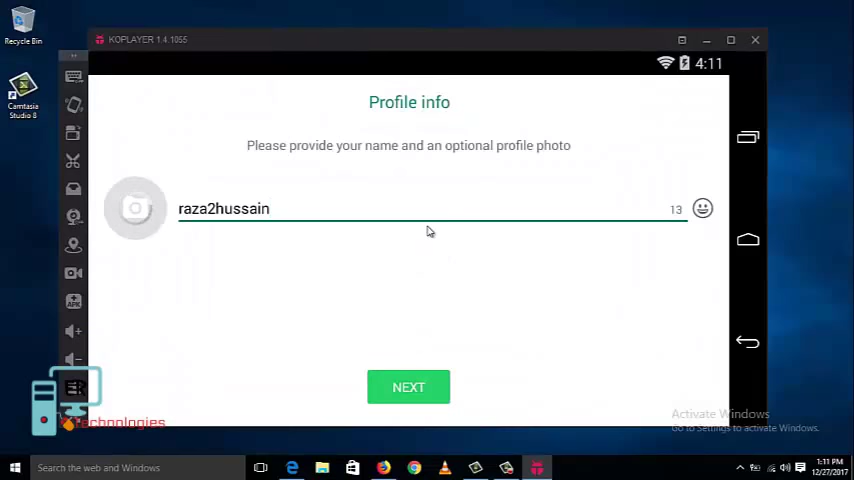 KOPLAYER 1.4.1055
Recycle Bin
4:11
Profile info
Camtasia
Studio 8
Please provide your name and an optional profile photo
raza2hussain
13
APK
NEXT
ER
Technologies
Activate Windows
Go to Settings to activate Windows.
Search the web and Windows
1:11 PM
12/27/2017